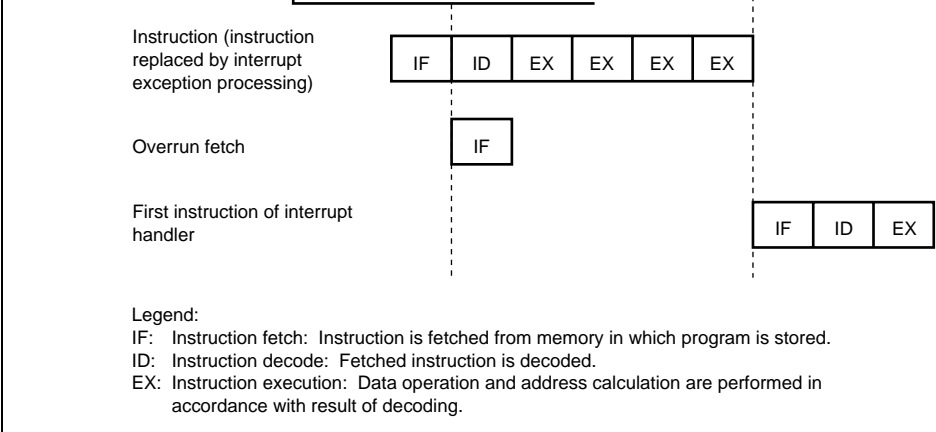 Instruction (instruction
replaced by interrupt
exception processing)
IF ID EX EX EX EX
Overrun fetch
IF
First instruction of interrupt
handler
IF ID EX
Legend:
IF: Instruction fetch: Instruction is fetched from memory in which program is stored.
ID: Instruction decode: Fetched instruction is decoded.
EX: Instruction execution: Data operation and address calculation are performed in
accordance with result of decoding.